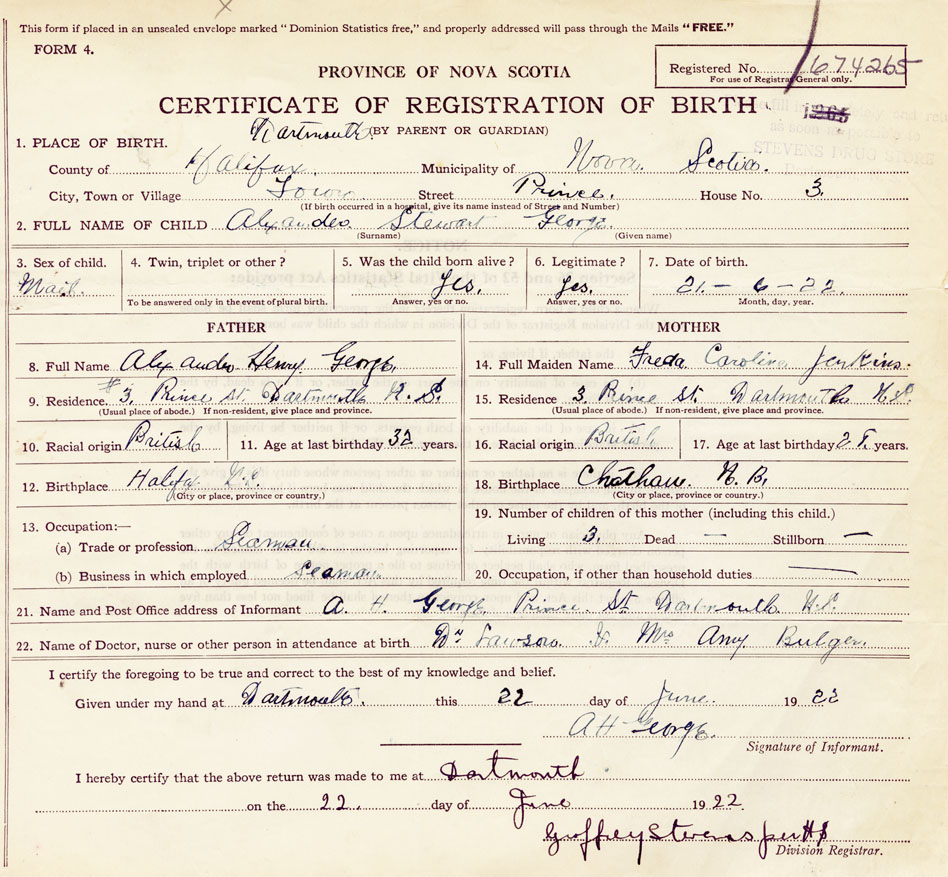 This form if placed in an unsealed envelope marked "Dominion Statistics free," and properly addressed will pass through the Mails "FREE."
FORM 4.
Registered No. 674265
For use of Registrar General only.
PROVINCE OF NOVA SCOTIA
CERTIFICATE OF REGISTRATION OF BIRTH
Dartmouth (BY PARENT OR GUARDIAN)
STEVENS DRUG STORE
1. PLACE OF BIRTH.
County of Halifax. Municipality of Nova Scotia.
City, Town or Village Town Street Prince. House No. 3.
(If birth occurred in a hospital, give its name instead of Street and Number)
2. FULL NAME OF CHILD Alexander Stewart George.
(Surname) (Given name)
3. Sex of child. 4. Twin, triplet or other? 5. Was the child born alive? 6. Legitimate? 7. Date of birth.
Mail. Yes. Yes. 21.- 6 - 22.
To be answered only in the event of plural birth. Answer, yes or no. Answer, yes or no. Month, day, year.
FATHER MOTHER
8. Full Name Alexander Henry George. 14. Full Maiden Name Freda Caroline Jenkins.
9. Residence. # 3. Prince St. Dartmouth N. S. 15. Residence 3 Prince St Dartmouth N.S.
(Usual place of abode.) If non-resident, give place and province. (Usual place of abode.) If non-resident, give place and province.
10. Racial origin British 11. Age at last birthday 32 years. 16. Racial origin British 17. Age at last birthday years.
12. Birthplace Halifax N.S. 18. Birthplace Chatham. N. B.
(City or place, province or country.) (City or place, province or country.)
13. Occupation:— 19. Number of children of this mother (including this child.)
(a) Trade or profession Seaman Living 3. Dead — Stillborn —
(b) Business in which employed Seaman. 20. Occupation, if other than household duties —
21. Name and Post Office address of Informant A. H. George Prince St Dartmouth N.S.
22. Name of Doctor, nurse or other person in attendance at birth Dr Lawson Mrs Amy Bulger
I certify the foregoing to be true and correct to the best of my knowledge and belief.
Given under my hand at Dartmouth. this 22 day of June. 1922
A H George.
Signature of Informant.
I hereby certify that the above return was made to me at Dartmouth
on the 22. day of June 1922.
Geoffrey Stevens per
Division Registrar.